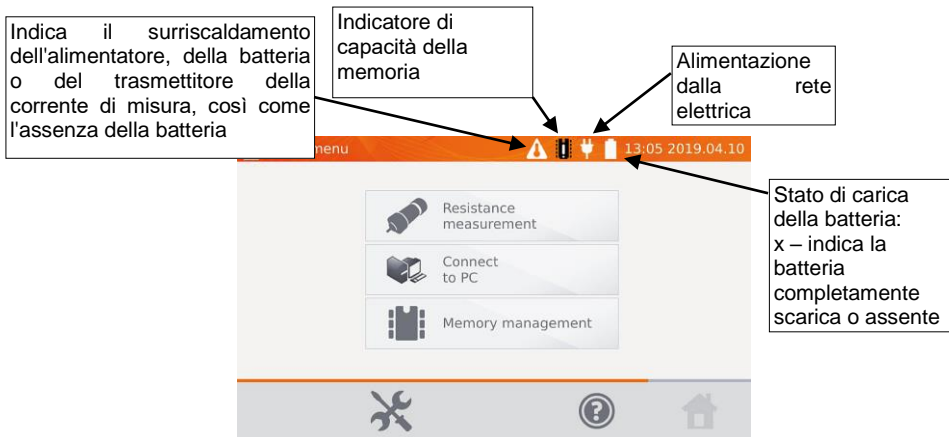 Indica il surriscaldamento
dell'alimentatore, della batteria
o del trasmettitore della
corrente di misura, così come
l'assenza della batteria
Indicatore di
capacità della
memoria
Alimentazione
dalla rete
elettrica
menu
13:05 2019.04.10
Stato di carica
della batteria:
x – indica la
batteria
completamente
scarica o assente
Resistance
measurement
Connect
to PC
Memory management